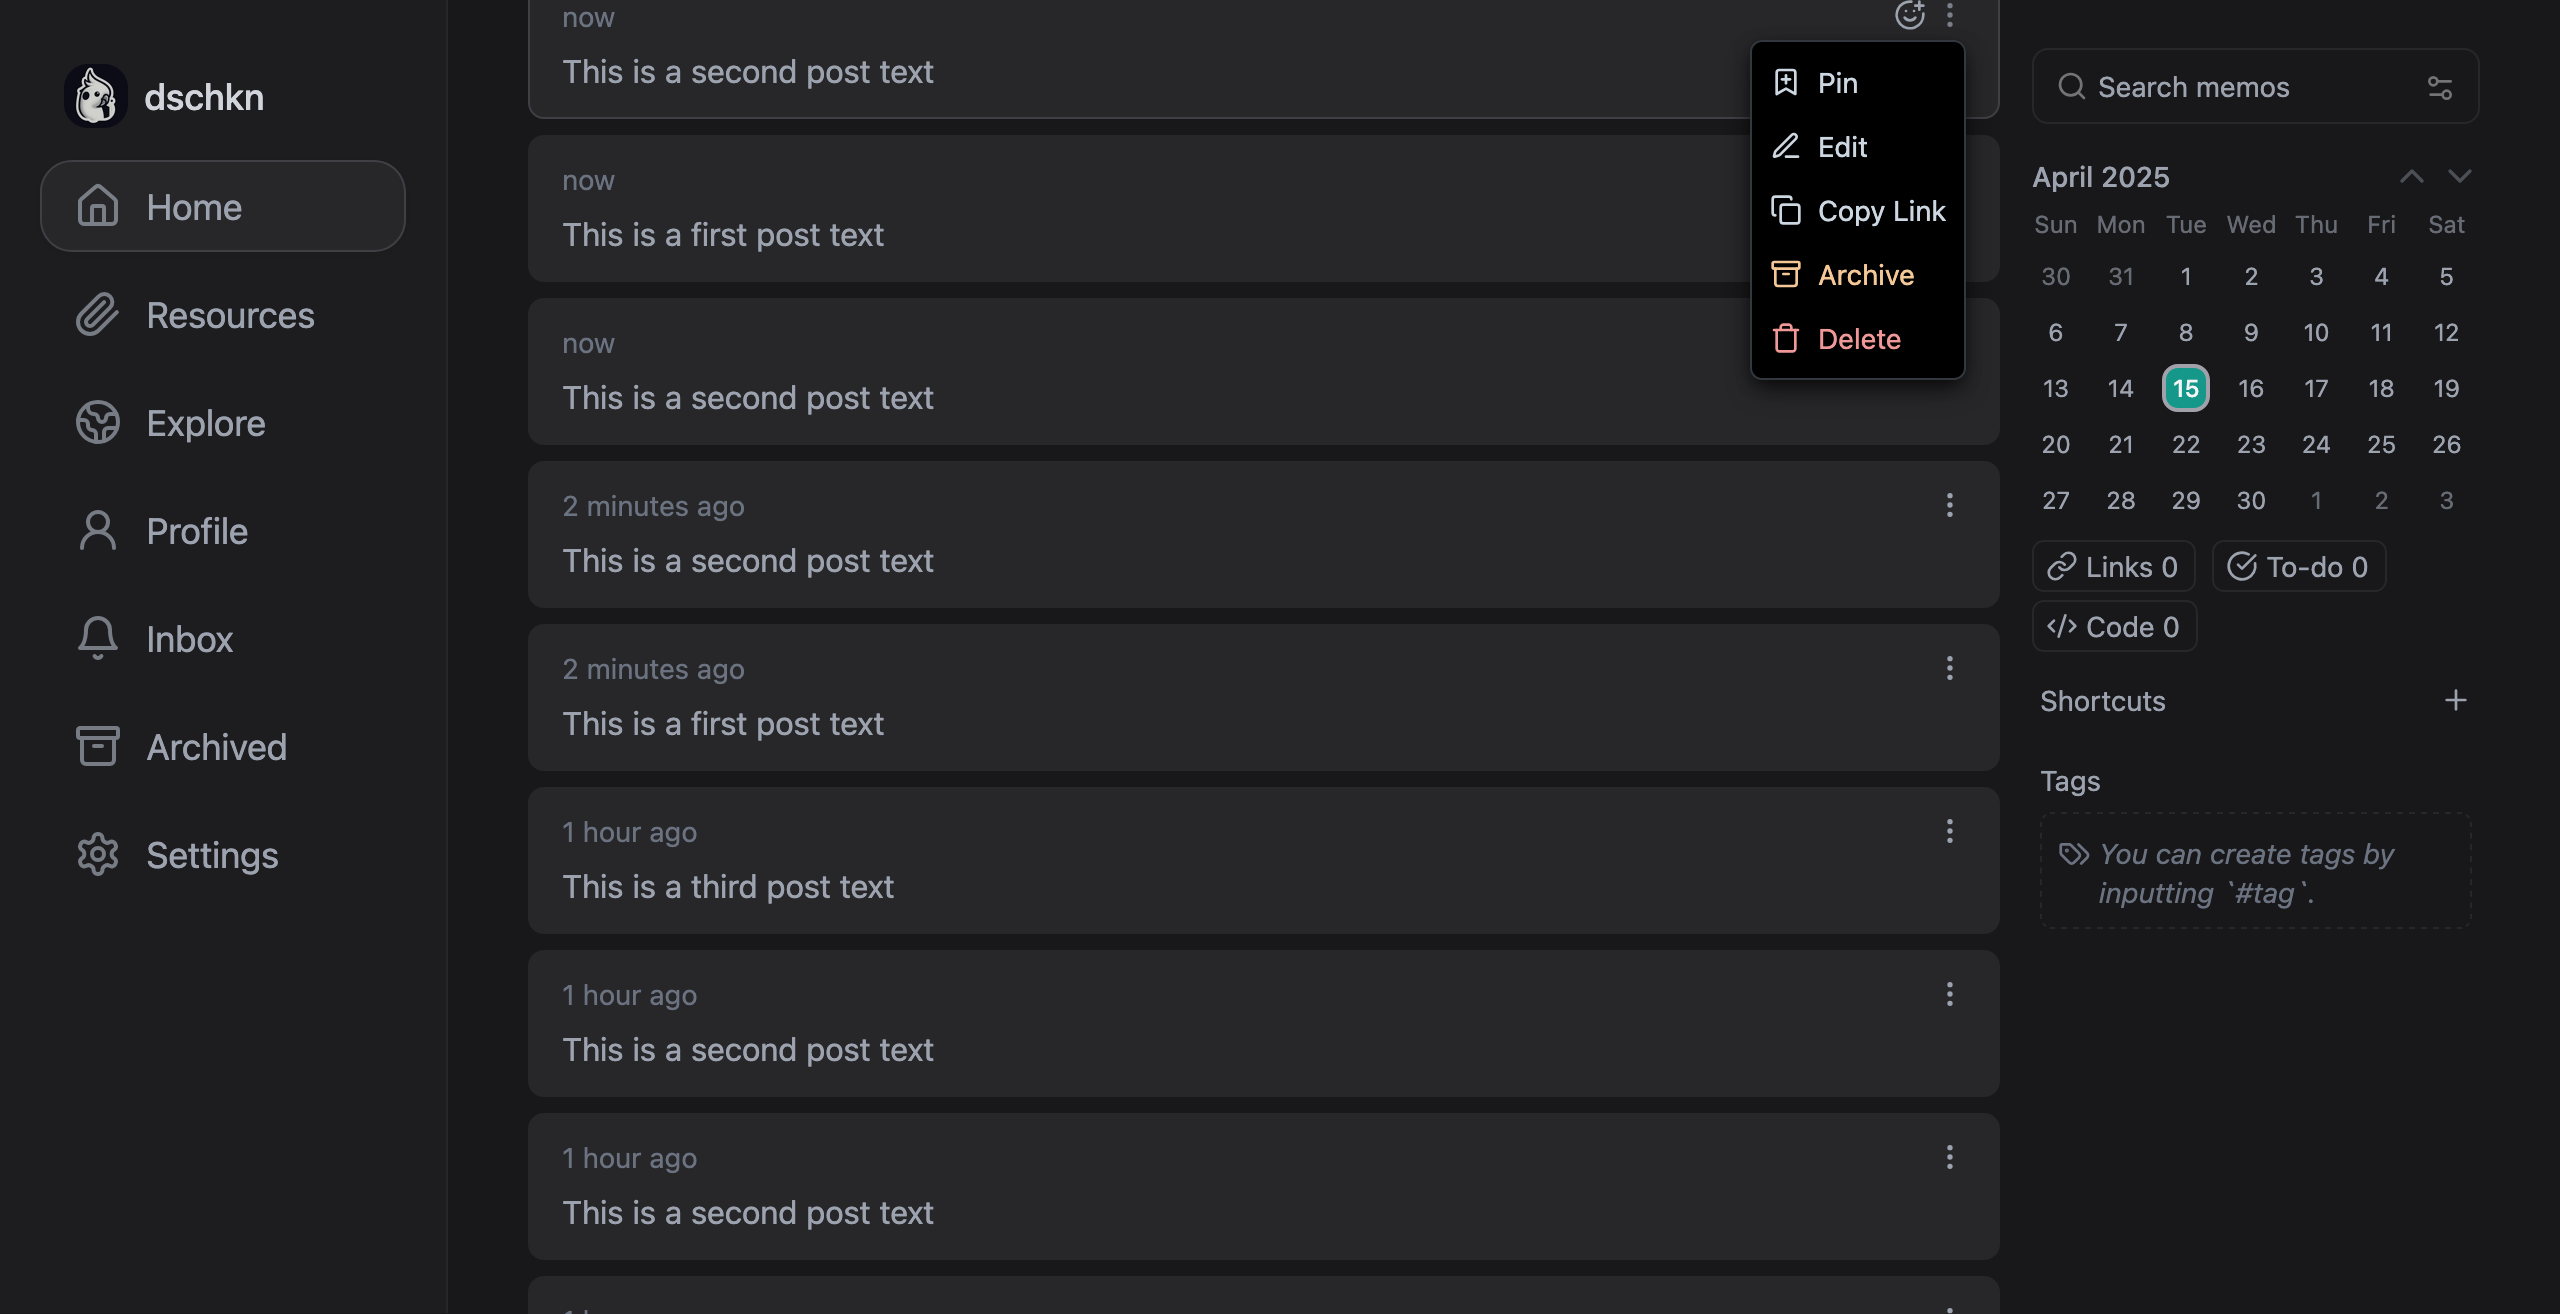 dschkn
Home
Resources
Explore
Profile
Inbox
Archived
Settings
now
This is a second post text
now
This is a first post text
now
This is a second post text
2 minutes ago
This is a second post text
2 minutes ago
This is a first post text
1 hour ago
This is a third post text
1 hour ago
This is a second post text
1 hour ago
This is a second post text
Pin
Edit
Copy Link
Archive
Delete
Search memos
April 2025
Sun Mon Tue Wed Thu Fri Sat
30 31 1 2 3 4 5
6 7 8 9 10 11 12
13 14 15 16 17 18 19
20 21 22 23 24 25 26
27 28 29 30 1 2 3
Links 0 To-do 0
Code 0
Shortcuts
Tags
You can create tags by
inputting `#tag`.